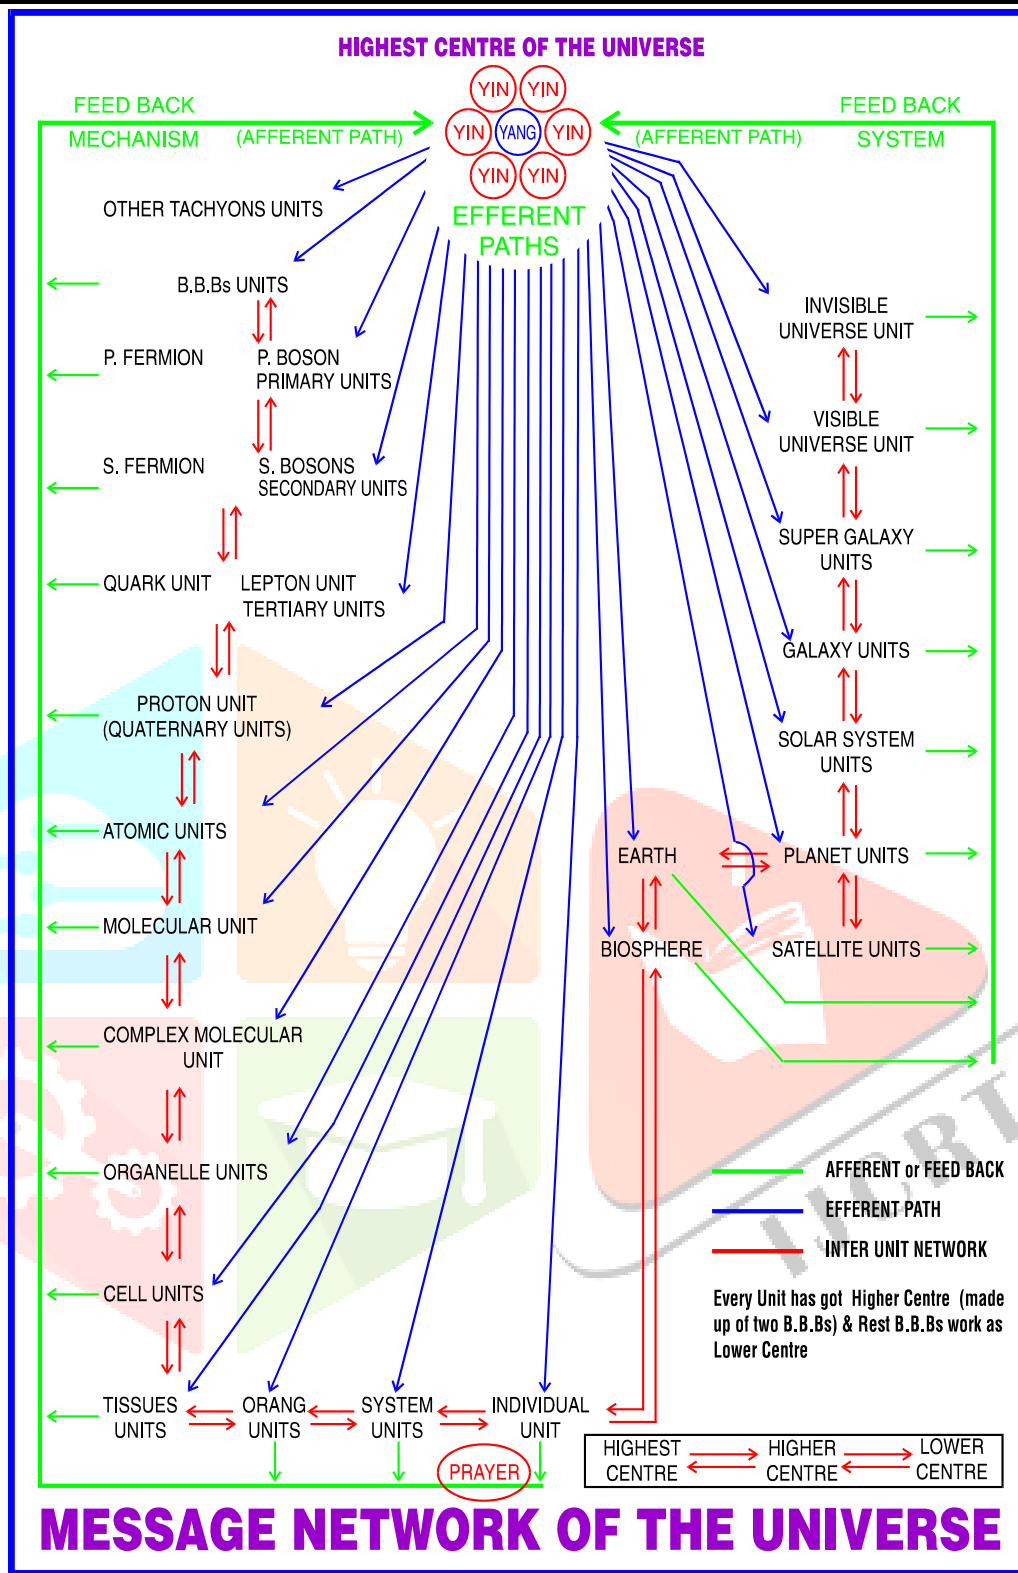 HIGHEST CENTRE OF THE UNIVERSE
YIN YIN
YIN YANG YIN
YIN YIN
FEED BACK
MECHANISM (AFFERENT PATH)
FEED BACK
(AFFERENT PATH) SYSTEM
EFFERENT
PATHS
OTHER TACHYONS UNITS
B.B.Bs UNITS
P. FERMION P. BOSON
PRIMARY UNITS
S. FERMION S. BOSONS
SECONDARY UNITS
QUARK UNIT LEPTON UNIT
TERTIARY UNITS
PROTON UNIT
(QUATERNARY UNITS)
ATOMIC UNITS
MOLECULAR UNIT
COMPLEX MOLECULAR
UNIT
ORGANELLE UNITS
CELL UNITS
TISSUES
UNITS
ORANG
UNITS
SYSTEM
UNITS
INDIVIDUAL
UNIT
PRAYER
INVISIBLE
UNIVERSE UNIT
VISIBLE
UNIVERSE UNIT
SUPER GALAXY
UNITS
GALAXY UNITS
SOLAR SYSTEM
UNITS
EARTH PLANET UNITS
BIOSPHERE SATELLITE UNITS
AFFERENT or FEED BACK
EFFERENT PATH
INTER UNIT NETWORK
Every Unit has got Higher Centre (made
up of two B.B.Bs) & Rest B.B.Bs work as
Lower Centre
HIGHEST HIGHER LOWER
CENTRE CENTRE CENTRE
MESSAGE NETWORK OF THE UNIVERSE
IJCRT